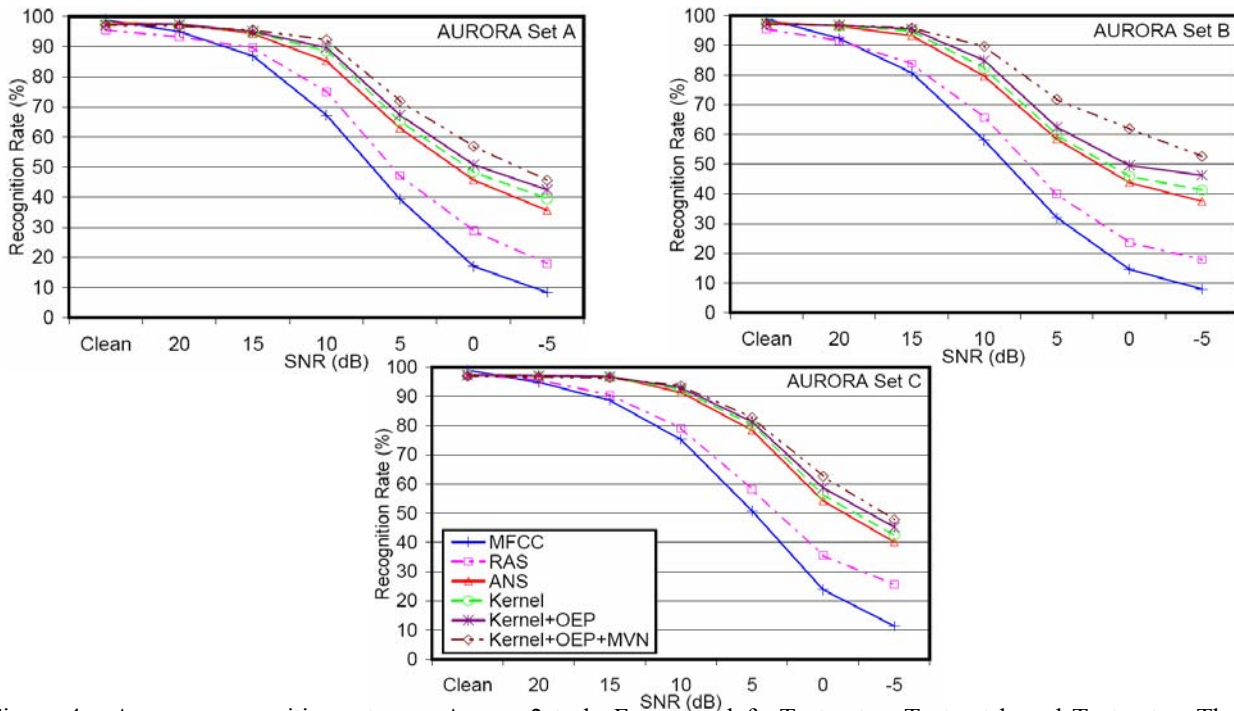 AURORA Set A
Recognition Rate (%)
100
90
80
70
60
50
40
30
20
10
0
Clean 20 15 10 5 0 -5
SNR (dB)
AURORA Set B
Recognition Rate (%)
100
90
80
70
60
50
40
30
20
10
0
Clean 20 15 10 5 0 -5
SNR (dB)
AURORA Set C
Recognition Rate (%)
100
90
80
70
60
50
40
30
20
10
0
MFCC
RAS
ANS
Kernel
Kernel+OEP
Kernel+OEP+MVN
Clean 20 15 10 5 0 -5
SNR (dB)